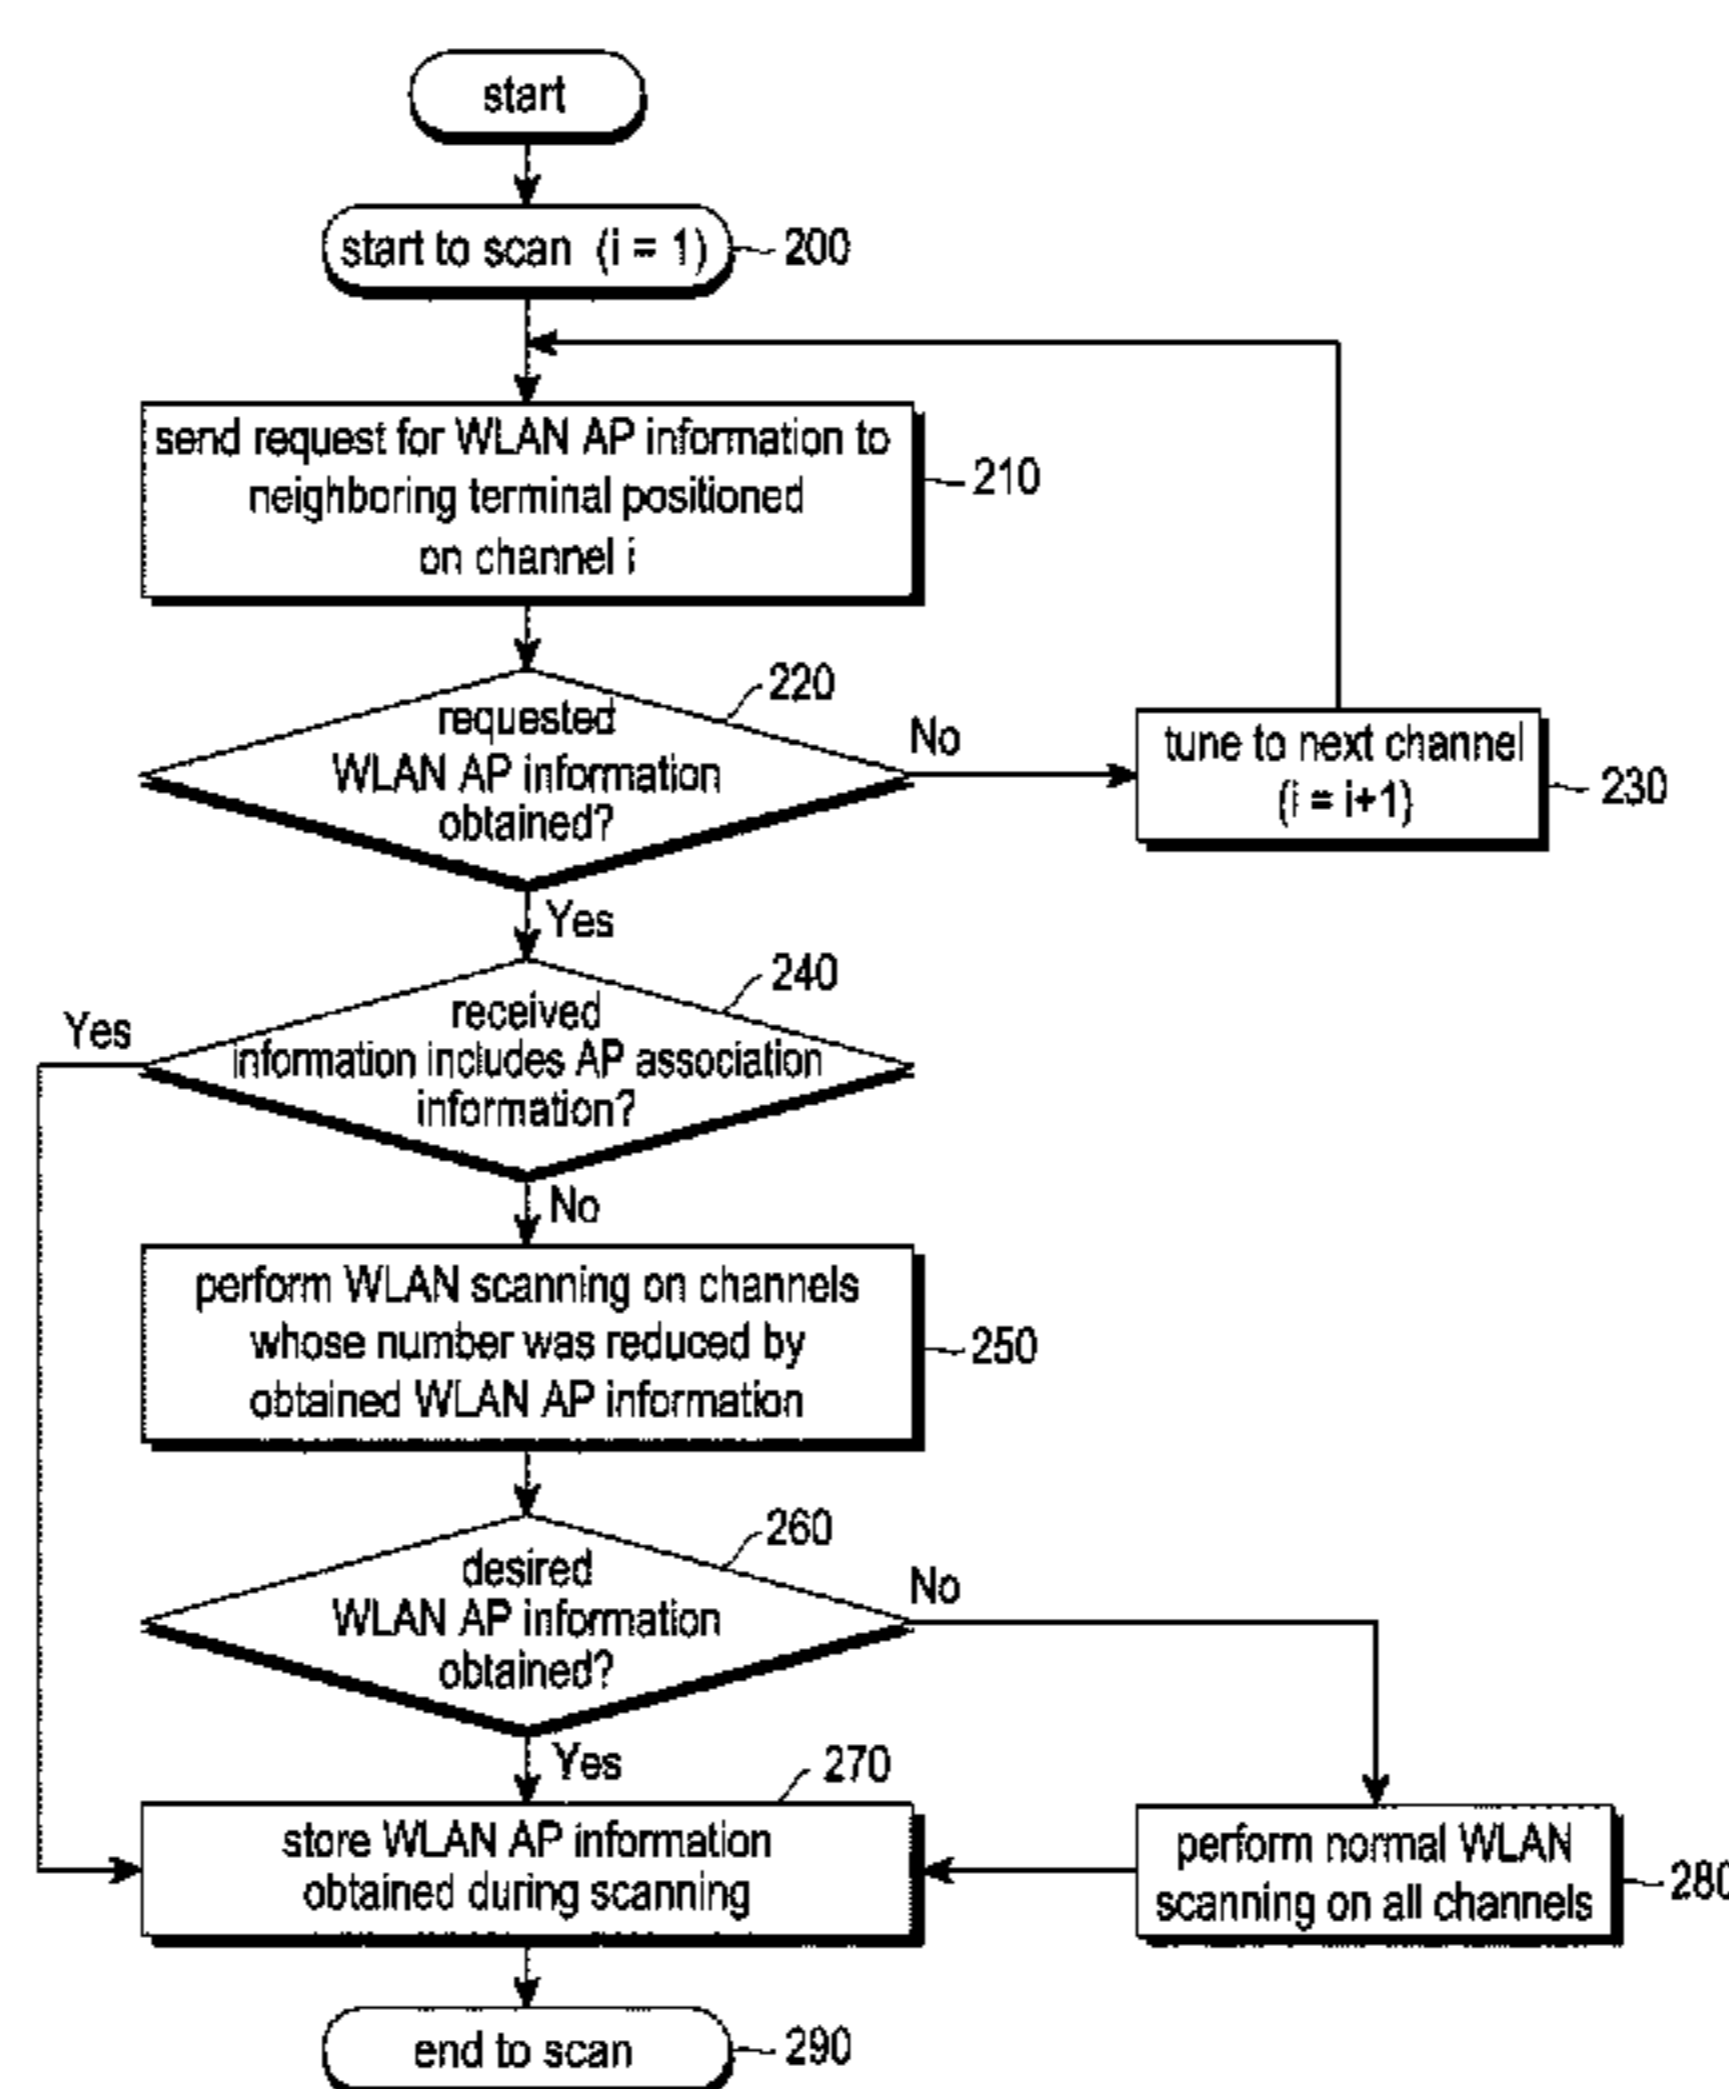 start
start to scan (i = 1)
200
send request for WLAN AP information to
neighboring terminal positioned
on channel i
210
220
requested
WLAN AP information
obtained?
No
tune to next channel
(i = i+1)
230
Yes
240
received
information includes AP association
information?
Yes
No
perform WLAN scanning on channels
whose number was reduced by
obtained WLAN AP information
250
260
desired
WLAN AP information
obtained?
No
Yes
270
store WLAN AP information
obtained during scanning
perform normal WLAN
scanning on all channels
280
end to scan
290